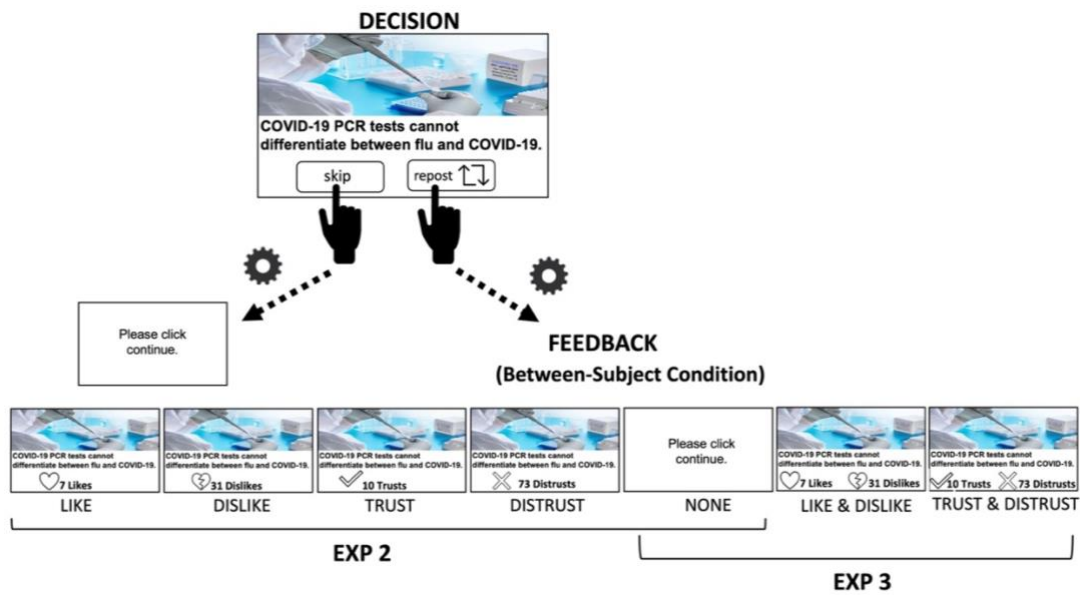 DECISION
COVID-19 PCR tests cannot
differentiate between flu and COVID-19.
skip
repost
Please click
continue.
FEEDBACK
(Between-Subject Condition)
COVID-19 PCR tests cannot
differentiate between flu and COVID-19.
7 Likes
LIKE
COVID-19 PCR tests cannot
differentiate between flu and COVID-19.
31 Dislikes
DISLIKE
COVID-19 PCR tests cannot
differentiate between flu and COVID-19.
10 Trusts
TRUST
COVID-19 PCR tests cannot
differentiate between flu and COVID-19.
73 Distrusts
DISTRUST
Please click
continue.
NONE
COVID-19 PCR tests cannot
differentiate between flu and COVID-19.
7 Likes 31 Dislikes
LIKE & DISLIKE
COVID-19 PCR tests cannot
differentiate between flu and COVID-19.
10 Trusts 73 Distrusts
TRUST & DISTRUST
EXP 2
EXP 3